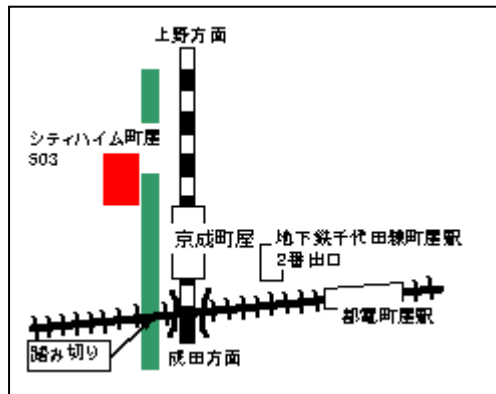 上野方面
シティハイム町屋
503
京成町屋
地下鉄千代田線町屋駅
2番出口
都電町屋駅
踏み切り
成田方面